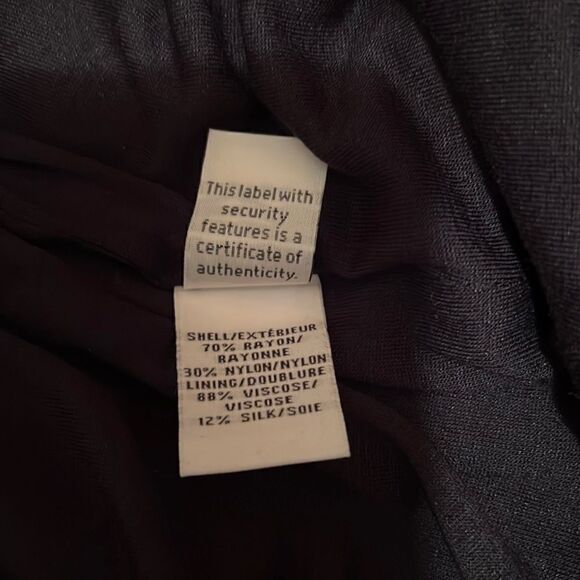 This label with
security
features is a
certificate of
authenticity.
SHELL/EXTÉRIEUR
70% RAYON/
RAYONNE
30% NYLON/NYLON
LINING/DOUBLURE
88% VISCOSE/
VISCOSE
12% SILK/SOIE